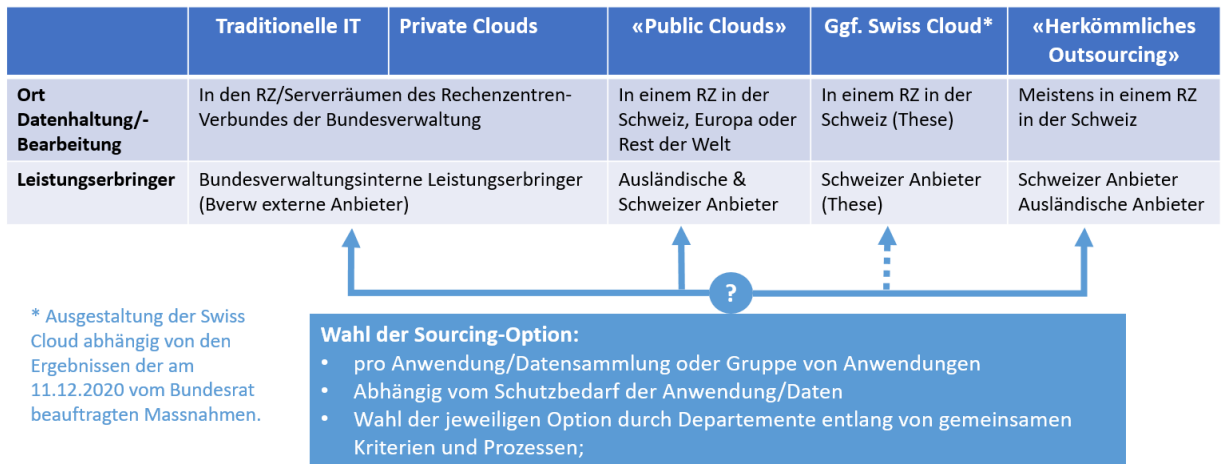 Traditionelle IT
Private Clouds
«Public Clouds»
Ggf. Swiss Cloud*
«Herkömmliches
Outsourcing»
Ort
Datenhaltung/-
Bearbeitung
In den RZ/Serverräumen des Rechenzentren-
Verbundes der Bundesverwaltung
In einem RZ in der
Schweiz, Europa oder
Rest der Welt
In einem RZ in der
Schweiz (These)
Meistens in einem RZ
in der Schweiz
Leistungserbringer
Bundesverwaltungsinterne Leistungserbringer
(Bverw externe Anbieter)
Ausländische &
Schweizer Anbieter
Schweizer Anbieter
(These)
Schweizer Anbieter
Ausländische Anbieter
?
* Ausgestaltung der Swiss
Cloud abhängig von den
Ergebnissen der am
11.12.2020 vom Bundesrat
beauftragten Massnahmen.
Wahl der Sourcing-Option:
• pro Anwendung/Datensammlung oder Gruppe von Anwendungen
• Abhängig vom Schutzbedarf der Anwendung/Daten
• Wahl der jeweiligen Option durch Departemente entlang von gemeinsamen
Kriterien und Prozessen;